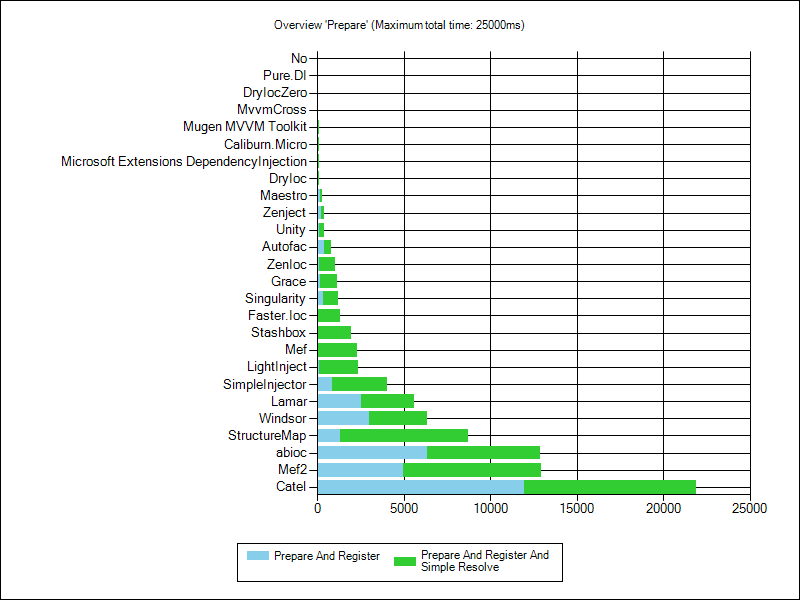 Overview 'Prepare' (Maximum total time: 25000ms)
No
Pure.DI
DryIocZero
MvvmCross
Mugen MVVM Toolkit
Caliburn.Micro
Microsoft Extensions DependencyInjection
DryIoc
Maestro
Zenject
Unity
Autofac
ZenIoc
Grace
Singularity
Faster.Ioc
Stashbox
Mef
LightInject
SimpleInjector
Lamar
Windsor
StructureMap
abioc
Mef2
Catel
0 5000 10000 15000 20000 25000
Prepare And Register
Prepare And Register And
Simple Resolve